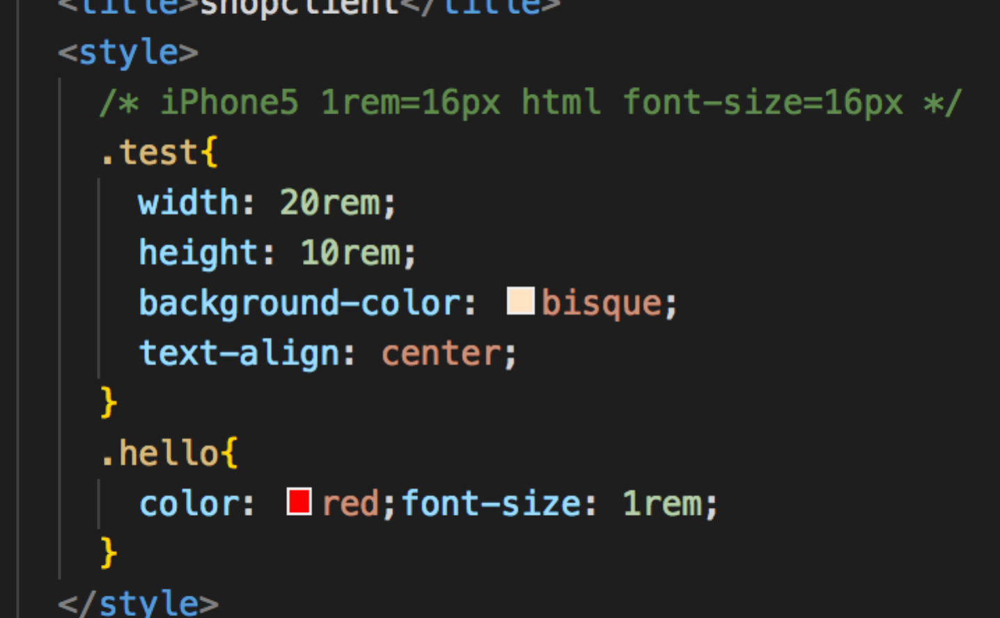 <title>shopclient</title>
<style>
/* iPhone5 1rem=16px html font-size=16px */
.test{
width: 20rem;
height: 10rem;
background-color: bisque;
text-align: center;
}
.hello{
color: red;font-size: 1rem;
}
</style>